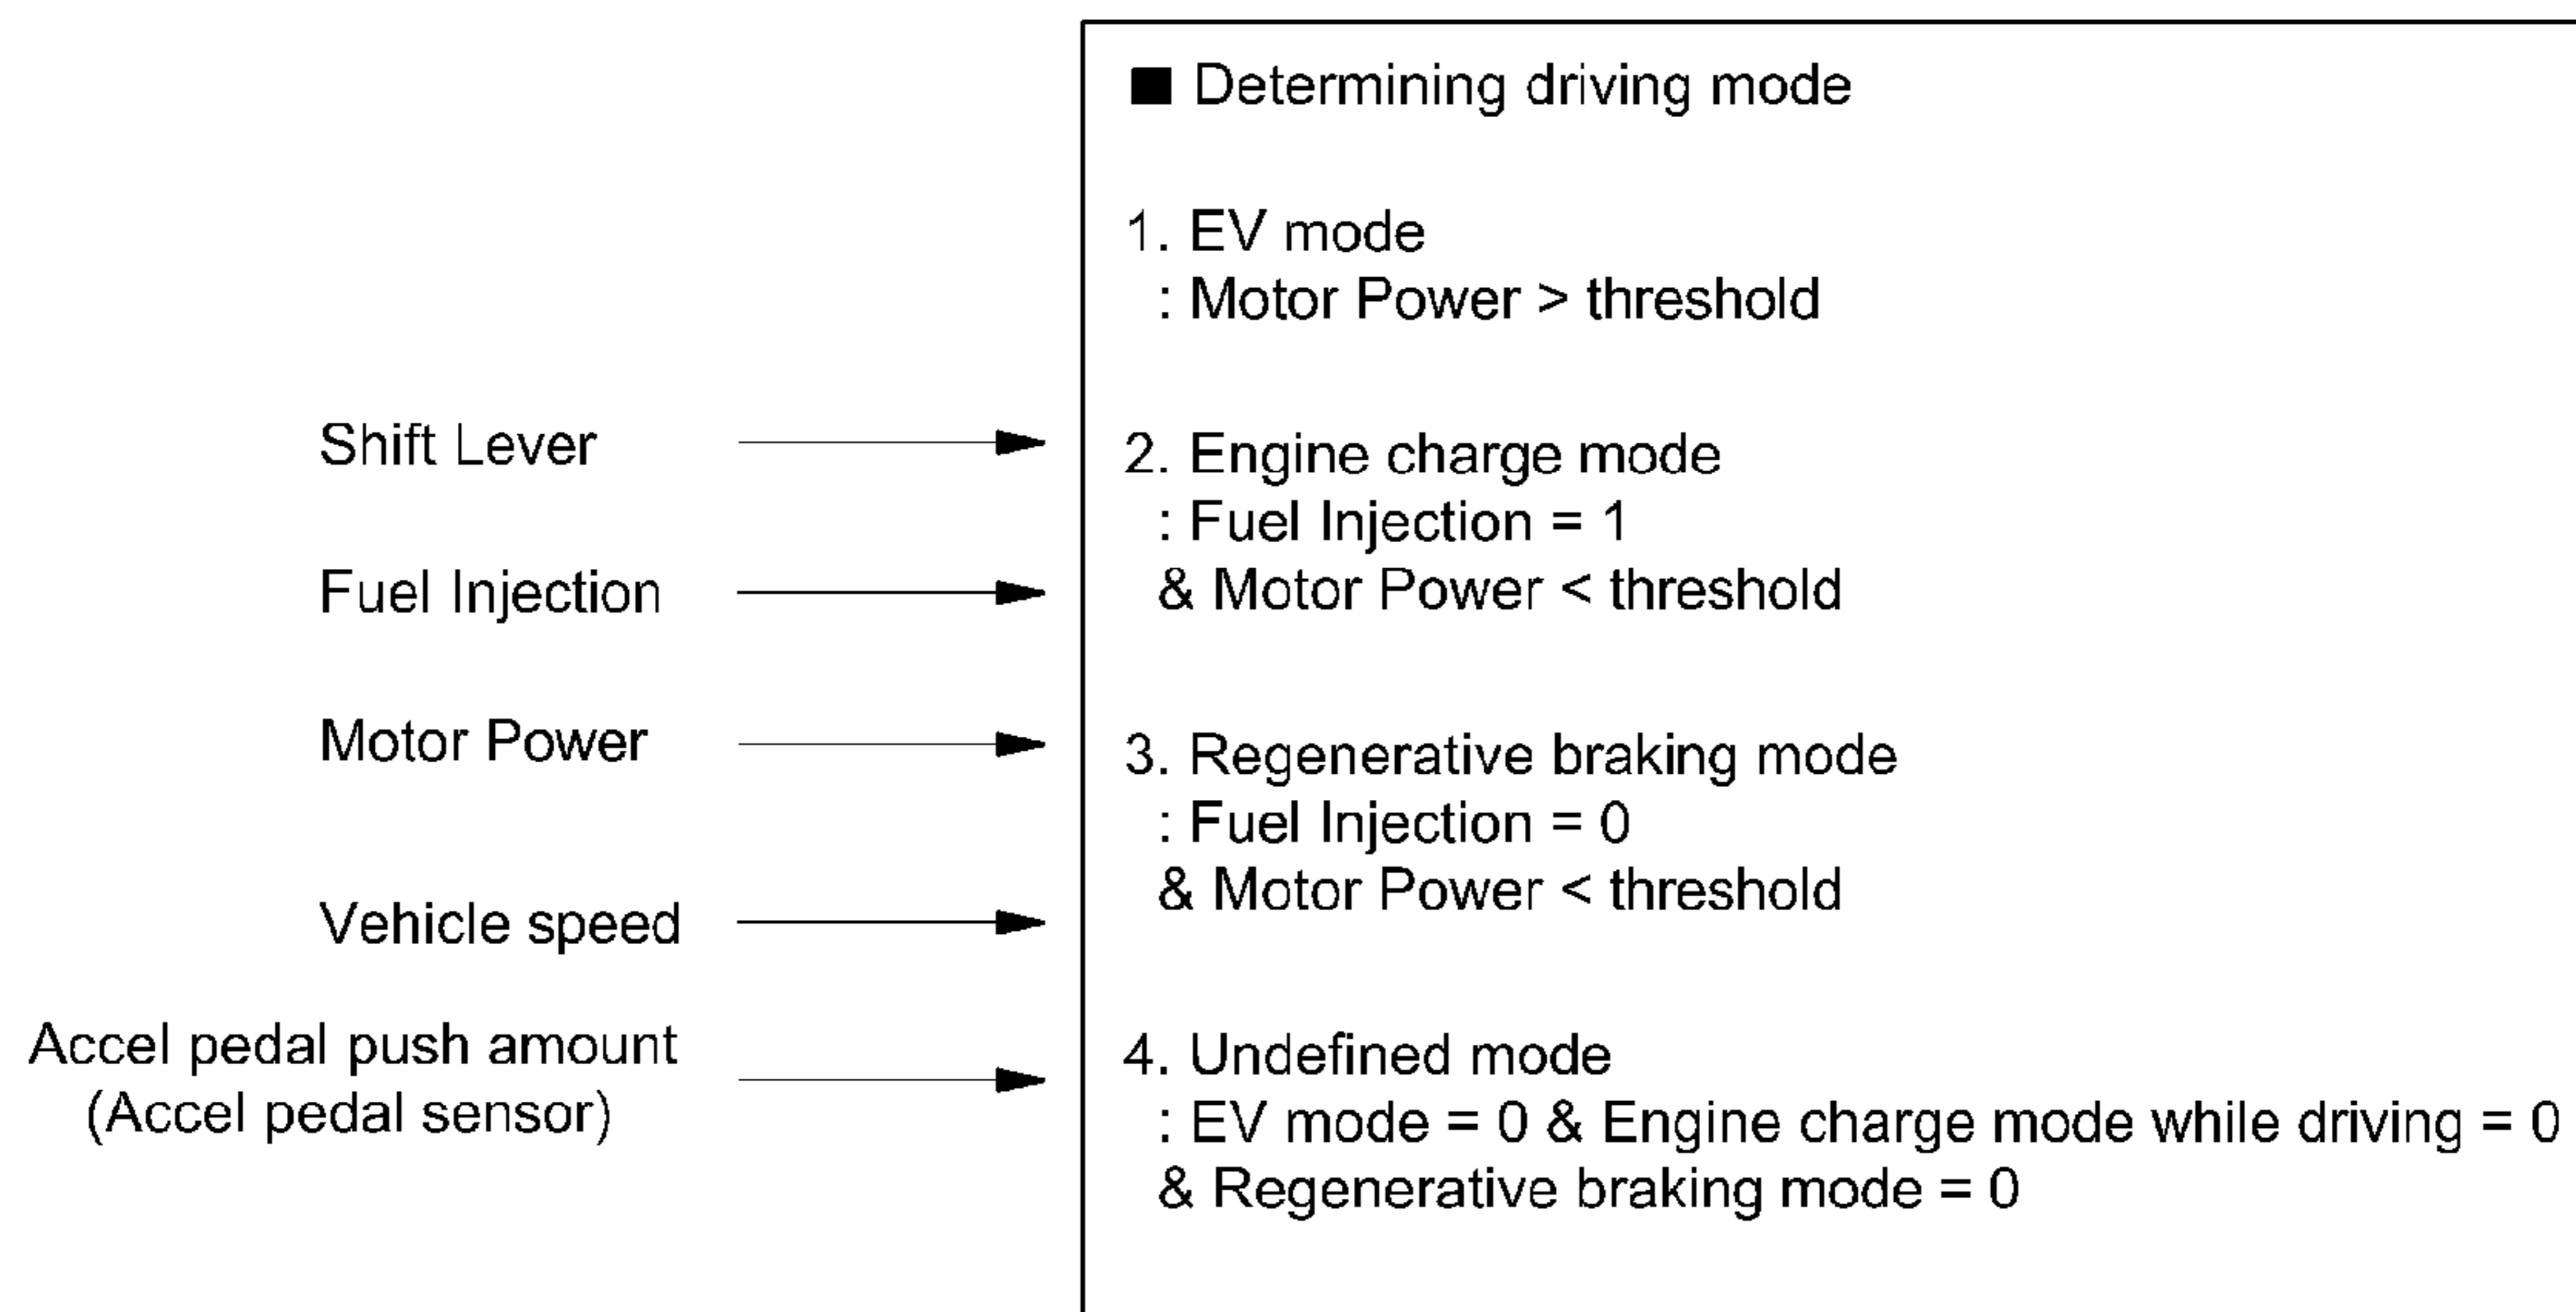 Shift Lever
Fuel Injection
Motor Power
Vehicle speed
Accel pedal push amount
(Accel pedal sensor)
■ Determining driving mode
1. EV mode
: Motor Power > threshold
2. Engine charge mode
: Fuel Injection = 1
& Motor Power < threshold
3. Regenerative braking mode
: Fuel Injection = 0
& Motor Power < threshold
4. Undefined mode
: EV mode = 0 & Engine charge mode while driving = 0
& Regenerative braking mode = 0